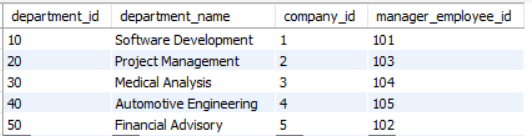 department_id department_name company_id manager_employee_id
10 Software Development 1 101
20 Project Management 2 103
30 Medical Analysis 3 104
40 Automotive Engineering 4 105
50 Financial Advisory 5 102